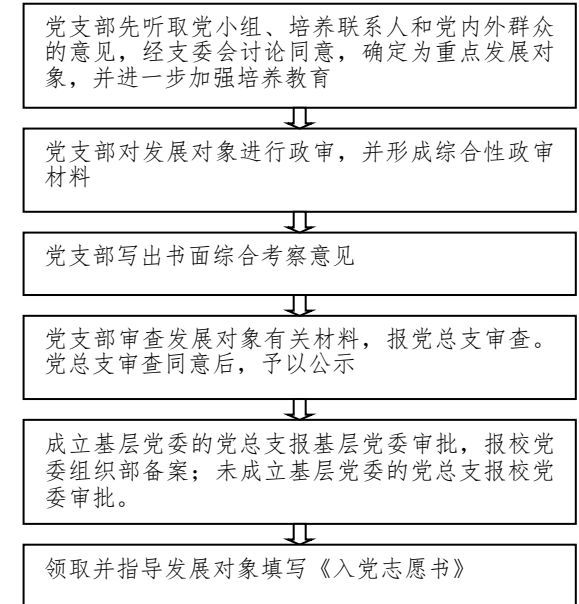 党支部先听取党小组、培养联系人和党内外群众
的意见，经支委会讨论同意，确定为重点发展对
象，并进一步加强培养教育
党支部对发展对象进行政审，并形成综合性政审
材料
党支部写出书面综合考察意见
党支部审查发展对象有关材料，报党总支审查。
党总支审查同意后，予以公示
成立基层党委的党总支报基层党委审批，报校党
委组织部备案；未成立基层党委的党总支报校党
委审批。
领取并指导发展对象填写《入党志愿书》